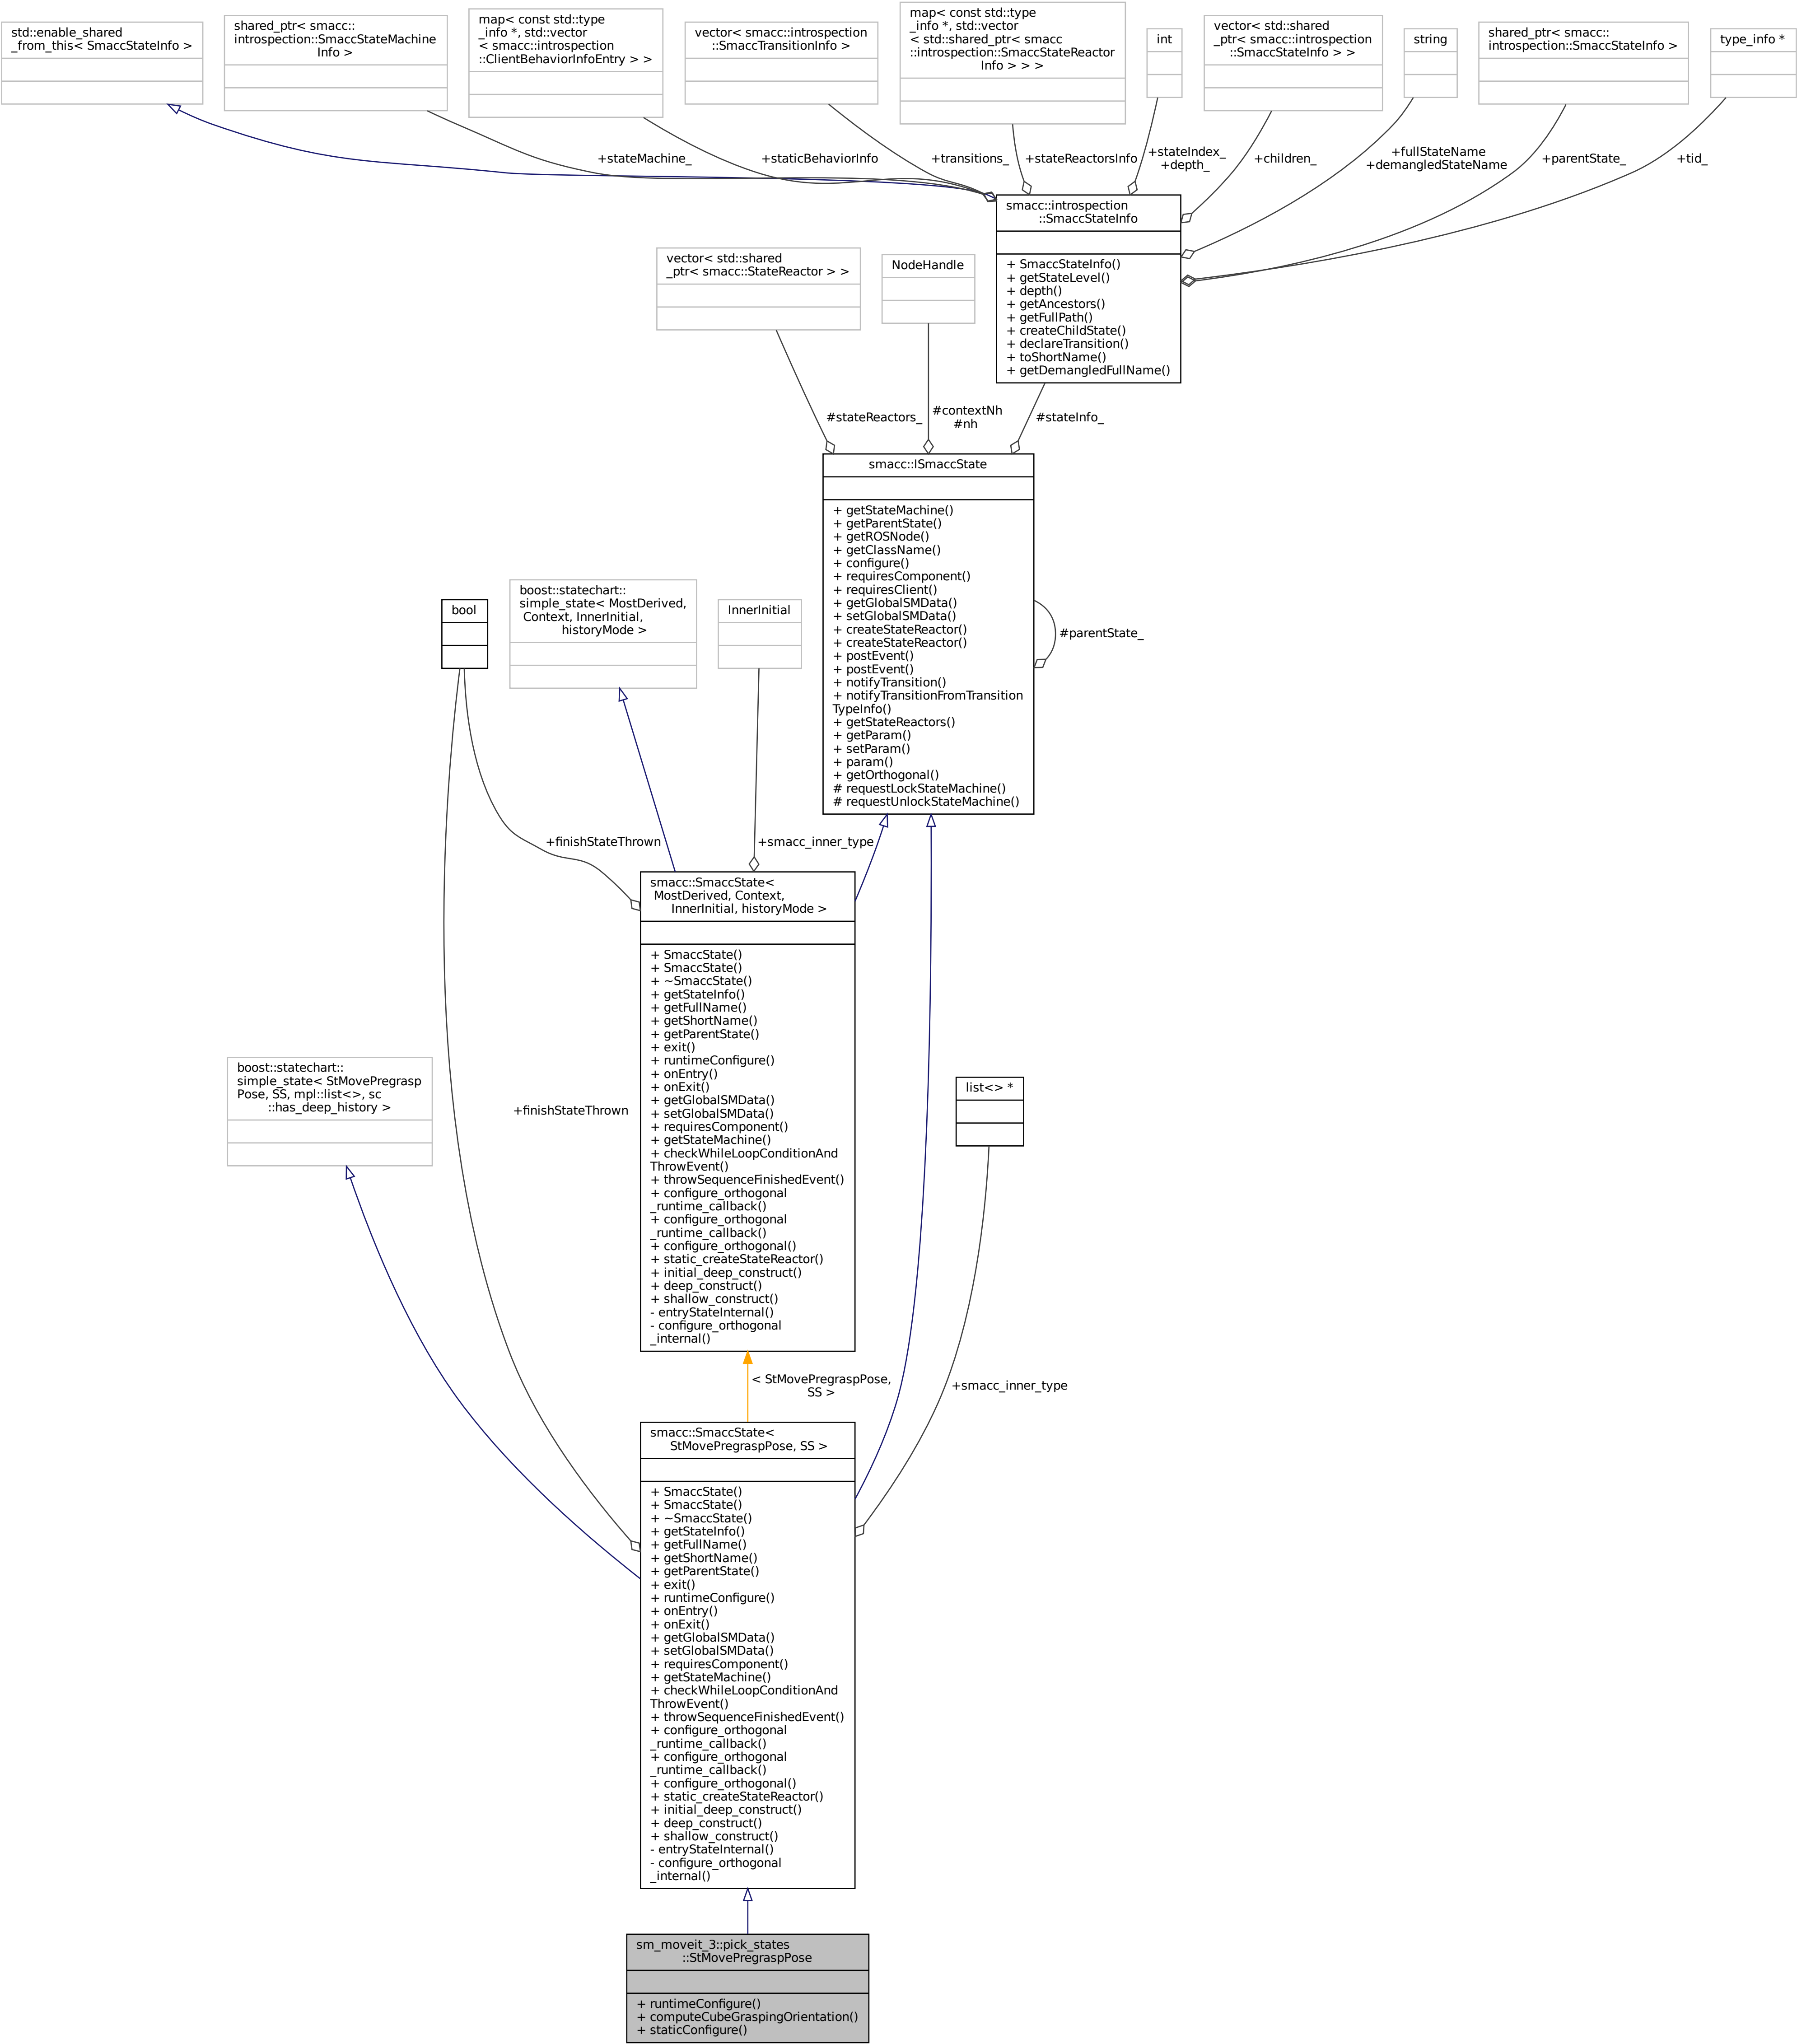 std::enable_shared
_from_this< SmaccStateInfo >
shared_ptr< smacc::
introspection::SmaccStateMachine
Info >
map< const std::type
_info *, std::vector
< smacc::introspection
::ClientBehaviorInfoEntry > >
vector< smacc::introspection
::SmaccTransitionInfo >
map< const std::type
_info *, std::vector
< std::shared_ptr< smacc
::introspection::SmaccStateReactor
Info > > >
int
vector< std::shared
_ptr< smacc::introspection
::SmaccStateInfo > >
string
shared_ptr< smacc::
introspection::SmaccStateInfo >
type_info *
+stateMachine_
+staticBehaviorInfo
+transitions_
+stateReactorsInfo
+stateIndex_
+depth_
+children_
+fullStateName
+demangledStateName
+parentState_
+tid_
smacc::introspection
::SmaccStateInfo
+ SmaccStateInfo()
+ getStateLevel()
+ depth()
+ getAncestors()
+ getFullPath()
+ createChildState()
+ declareTransition()
+ toShortName()
+ getDemangledFullName()
vector< std::shared
_ptr< smacc::StateReactor > >
NodeHandle
#stateReactors_
#contextNh
#nh
#stateInfo_
smacc::ISmaccState
+ getStateMachine()
+ getParentState()
+ getROSNode()
+ getClassName()
+ configure()
+ requiresComponent()
+ requiresClient()
+ getGlobalSMData()
+ setGlobalSMData()
+ createStateReactor()
+ createStateReactor()
+ postEvent()
+ postEvent()
+ notifyTransition()
+ notifyTransitionFromTransition
TypeInfo()
+ getStateReactors()
+ getParam()
+ setParam()
+ param()
+ getOrthogonal()
# requestLockStateMachine()
# requestUnlockStateMachine()
#parentState_
bool
boost::statechart::
simple_state< MostDerived,
Context, InnerInitial,
historyMode >
InnerInitial
+finishStateThrown
+smacc_inner_type
smacc::SmaccState<
MostDerived, Context,
InnerInitial, historyMode >
+ SmaccState()
+ SmaccState()
+ ~SmaccState()
+ getStateInfo()
+ getFullName()
+ getShortName()
+ getParentState()
+ exit()
+ runtimeConfigure()
+ onEntry()
+ onExit()
+ getGlobalSMData()
+ setGlobalSMData()
+ requiresComponent()
+ getStateMachine()
+ checkWhileLoopConditionAnd
ThrowEvent()
+ throwSequenceFinishedEvent()
+ configure_orthogonal
_runtime_callback()
+ configure_orthogonal
_runtime_callback()
+ configure_orthogonal()
+ static_createStateReactor()
+ initial_deep_construct()
+ deep_construct()
+ shallow_construct()
- entryStateInternal()
- configure_orthogonal
_internal()
boost::statechart::
simple_state< StMovePregrasp
Pose, SS, mpl::list<>, sc
::has_deep_history >
+finishStateThrown
list<> *
< StMovePregraspPose,
SS >
+smacc_inner_type
smacc::SmaccState<
StMovePregraspPose, SS >
+ SmaccState()
+ SmaccState()
+ ~SmaccState()
+ getStateInfo()
+ getFullName()
+ getShortName()
+ getParentState()
+ exit()
+ runtimeConfigure()
+ onEntry()
+ onExit()
+ getGlobalSMData()
+ setGlobalSMData()
+ requiresComponent()
+ getStateMachine()
+ checkWhileLoopConditionAnd
ThrowEvent()
+ throwSequenceFinishedEvent()
+ configure_orthogonal
_runtime_callback()
+ configure_orthogonal
_runtime_callback()
+ configure_orthogonal()
+ static_createStateReactor()
+ initial_deep_construct()
+ deep_construct()
+ shallow_construct()
- entryStateInternal()
- configure_orthogonal
_internal()
sm_moveit_3::pick_states
::StMovePregraspPose
+ runtimeConfigure()
+ computeCubeGraspingOrientation()
+ staticConfigure()